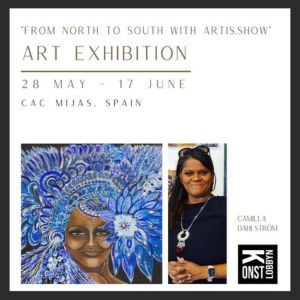 "FROM NORTH TO SOUTH WITH ARTIS.SHOW"
ART EXHIBITION
28 MAY - 17 JUNE
CAC MIJAS, SPAIN
CAMILLA
DAHLSTRÖM
KONST
LOBBYN